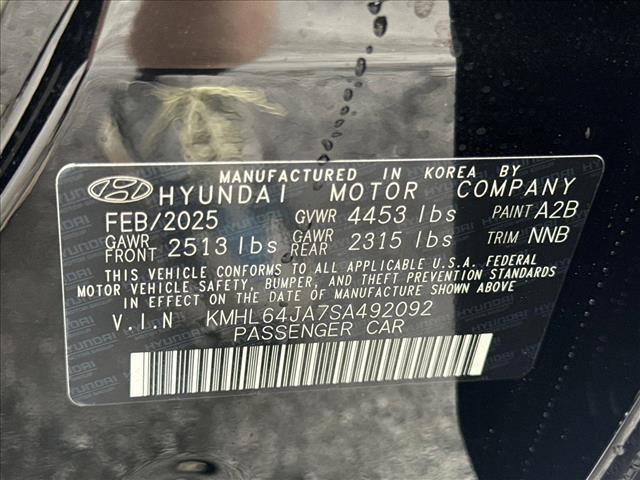 MANUFACTURED IN KOREA BY
HYUNDAI MOTOR COMPANY
FEB/2025 GVWR 4453 lbs PAINT A2B
GAWR FRONT 2513 lbs GAWR REAR 2315 lbs TRIM NNB
THIS VEHICLE CONFORMS TO ALL APPLICABLE U.S.A. FEDERAL
MOTOR VEHICLE SAFETY, BUMPER, AND THEFT PREVENTION STANDARDS
IN EFFECT ON THE DATE OF MANUFACTURE SHOWN ABOVE
V.I.N KMHL64JA7SA492092
PASSENGER CAR